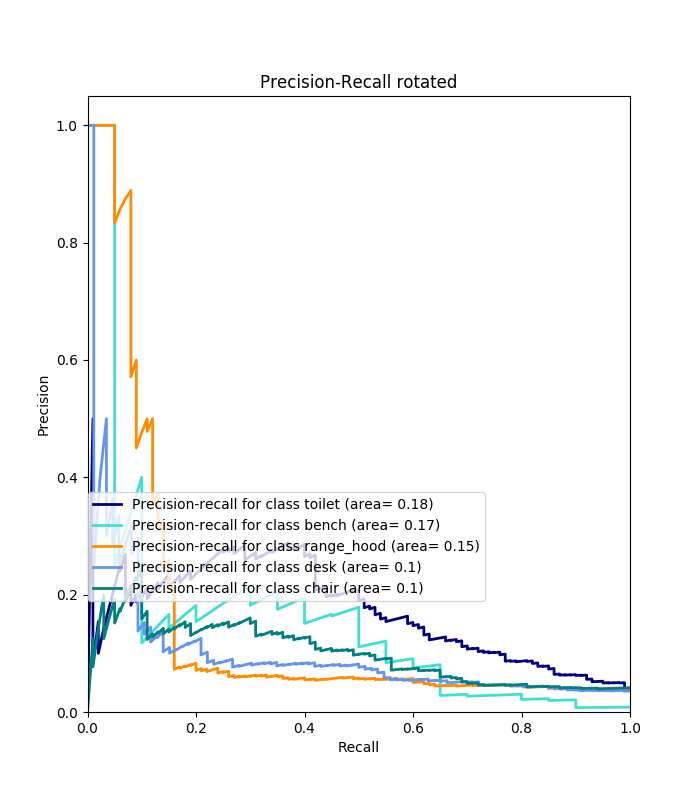 Precision-Recall rotated
1.0
0.8
0.6
0.4
0.2
0.0
Precision
Precision-recall for class toilet (area= 0.18)
Precision-recall for class bench (area= 0.17)
Precision-recall for class range_hood (area= 0.15)
Precision-recall for class desk (area= 0.1)
Precision-recall for class chair (area= 0.1)
0.0 0.2 0.4 0.6 0.8 1.0
Recall